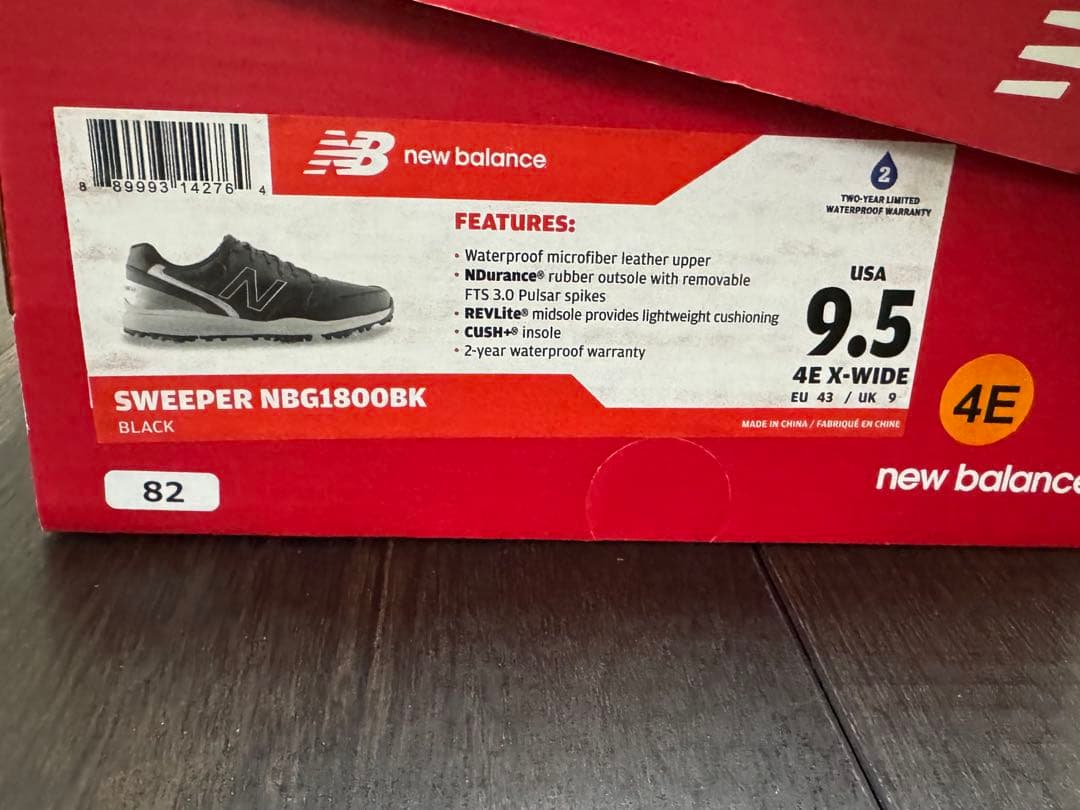 8 89993 14276 4
NB new balance
2
TWO-YEAR LIMITED
WATERPROOF WARRANTY
FEATURES:
• Waterproof microfiber leather upper
• NDurance® rubber outsole with removable
FTS 3.0 Pulsar spikes
• REVLite® midsole provides lightweight cushioning
• CUSH+® insole
• 2-year waterproof warranty
USA
9.5
4E X-WIDE
EU 43 / UK 9
N
SWEEPER NBG1800BK
BLACK
MADE IN CHINA / FABRIQUÉ EN CHINE
4E
new balance
82